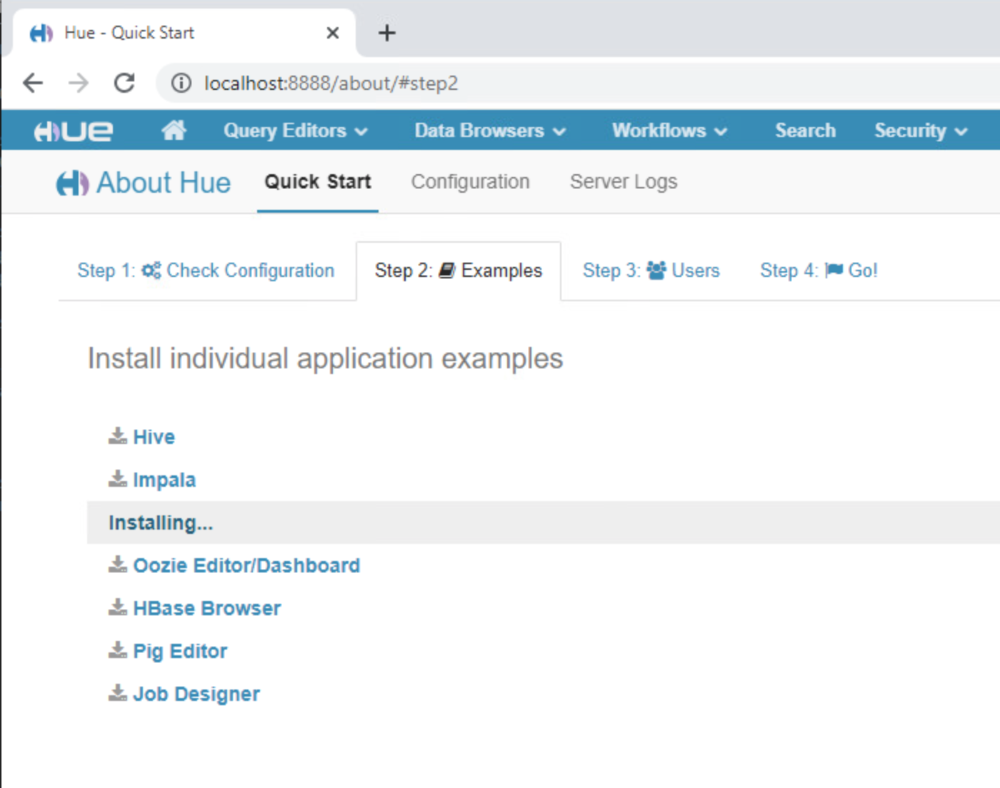 Hue - Quick Start
localhost:8888/about/#step2
HUE Query Editors Data Browsers Workflows Search Security
About Hue Quick Start Configuration Server Logs
Step 1: Check Configuration Step 2: Examples Step 3: Users Step 4: Go!
Install individual application examples
Hive
Impala
Installing...
Oozie Editor/Dashboard
HBase Browser
Pig Editor
Job Designer